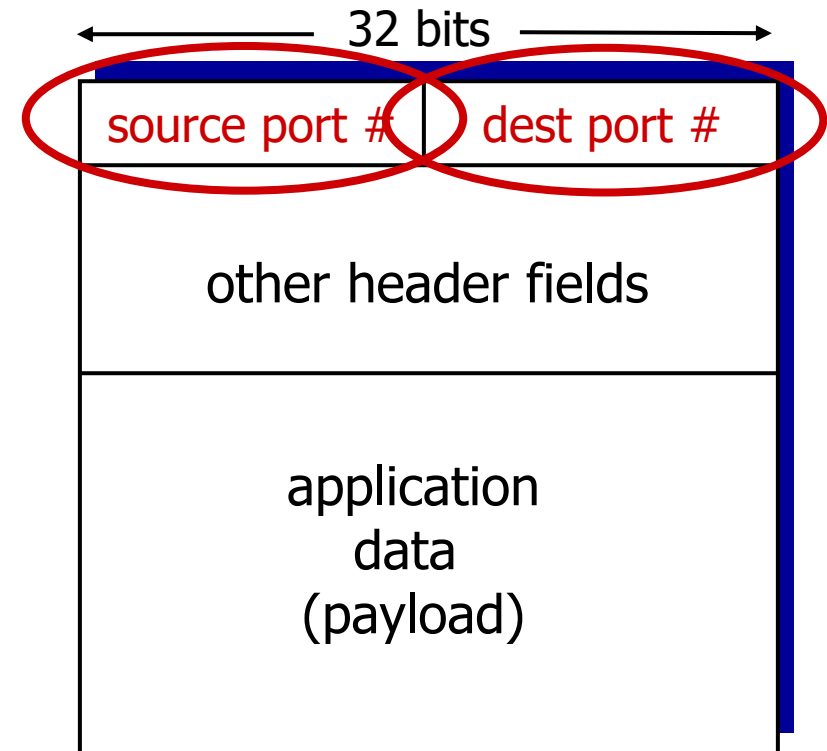 32 bits
source port # dest port #
other header fields
application
data
(payload)